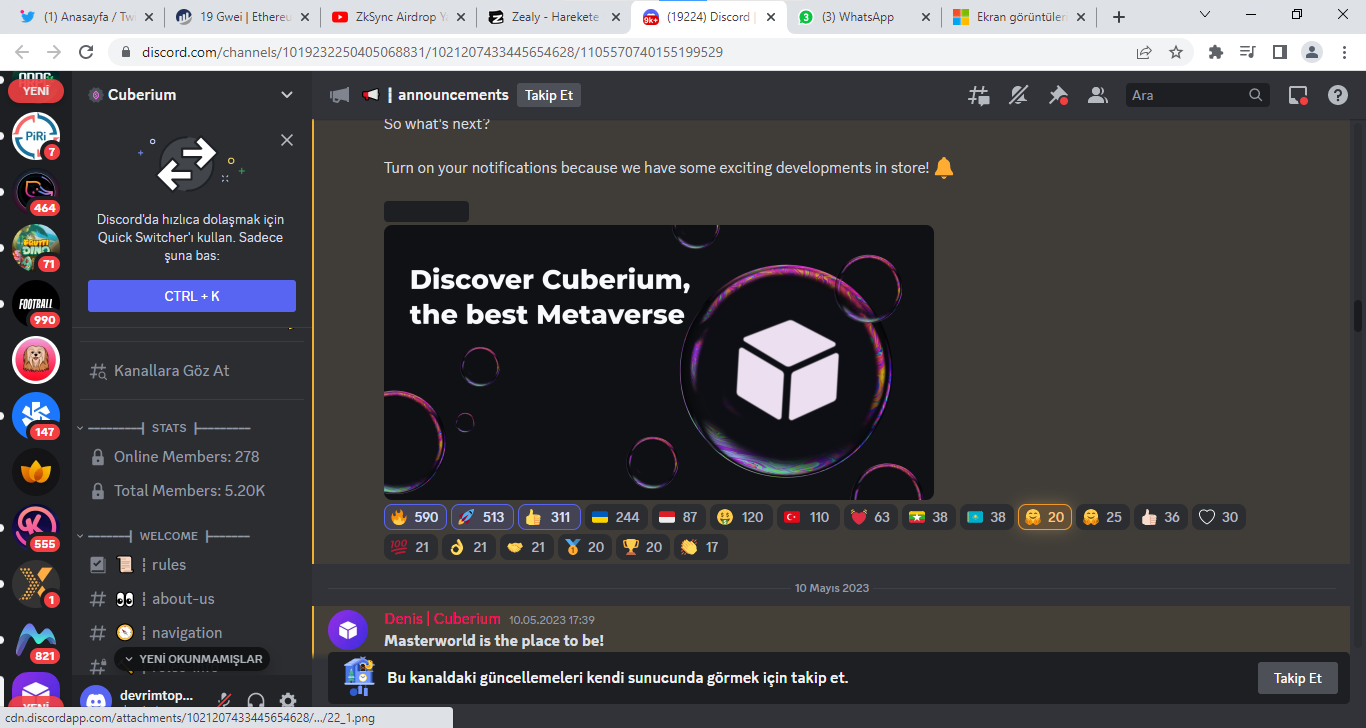 (1) Anasayfa / Twi
19 Gwei | Ethereu
ZkSync Airdrop Ya
Zealy - Harekete
(19224) Discord |
(3) WhatsApp
Ekran görüntüler
discord.com/channels/1019232250405068831/1021207433445654628/1105570740155199529
YENİ
Cuberium
announcements
Takip Et
Ara
PiRi
7
464
FRUTTI
DINO
71
FOOTBALL
990
147
555
1
821
YENİ
Discord'da hızlıca dolaşmak için
Quick Switcher'ı kullan. Sadece
şuna bas:
CTRL + K
Kanallara Göz At
STATS
Online Members: 278
Total Members: 5.20K
WELCOME
rules
about-us
navigation
YENİ OKUNMAMIŞLAR
devrimtop...
So what's next?
Turn on your notifications because we have some exciting developments in store!
Discover Cuberium,
the best Metaverse
590 513 311 244 87 120 110 63 38 38 20 25 36 30
21 21 21 20 20 17
10 Mayıs 2023
Denis | Cuberium 10.05.2023 17:39
Masterworld is the place to be!
Bu kanaldaki güncellemeleri kendi sunucunda görmek için takip et.
Takip Et
cdn.discordapp.com/attachments/1021207433445654628/.../22_1.png